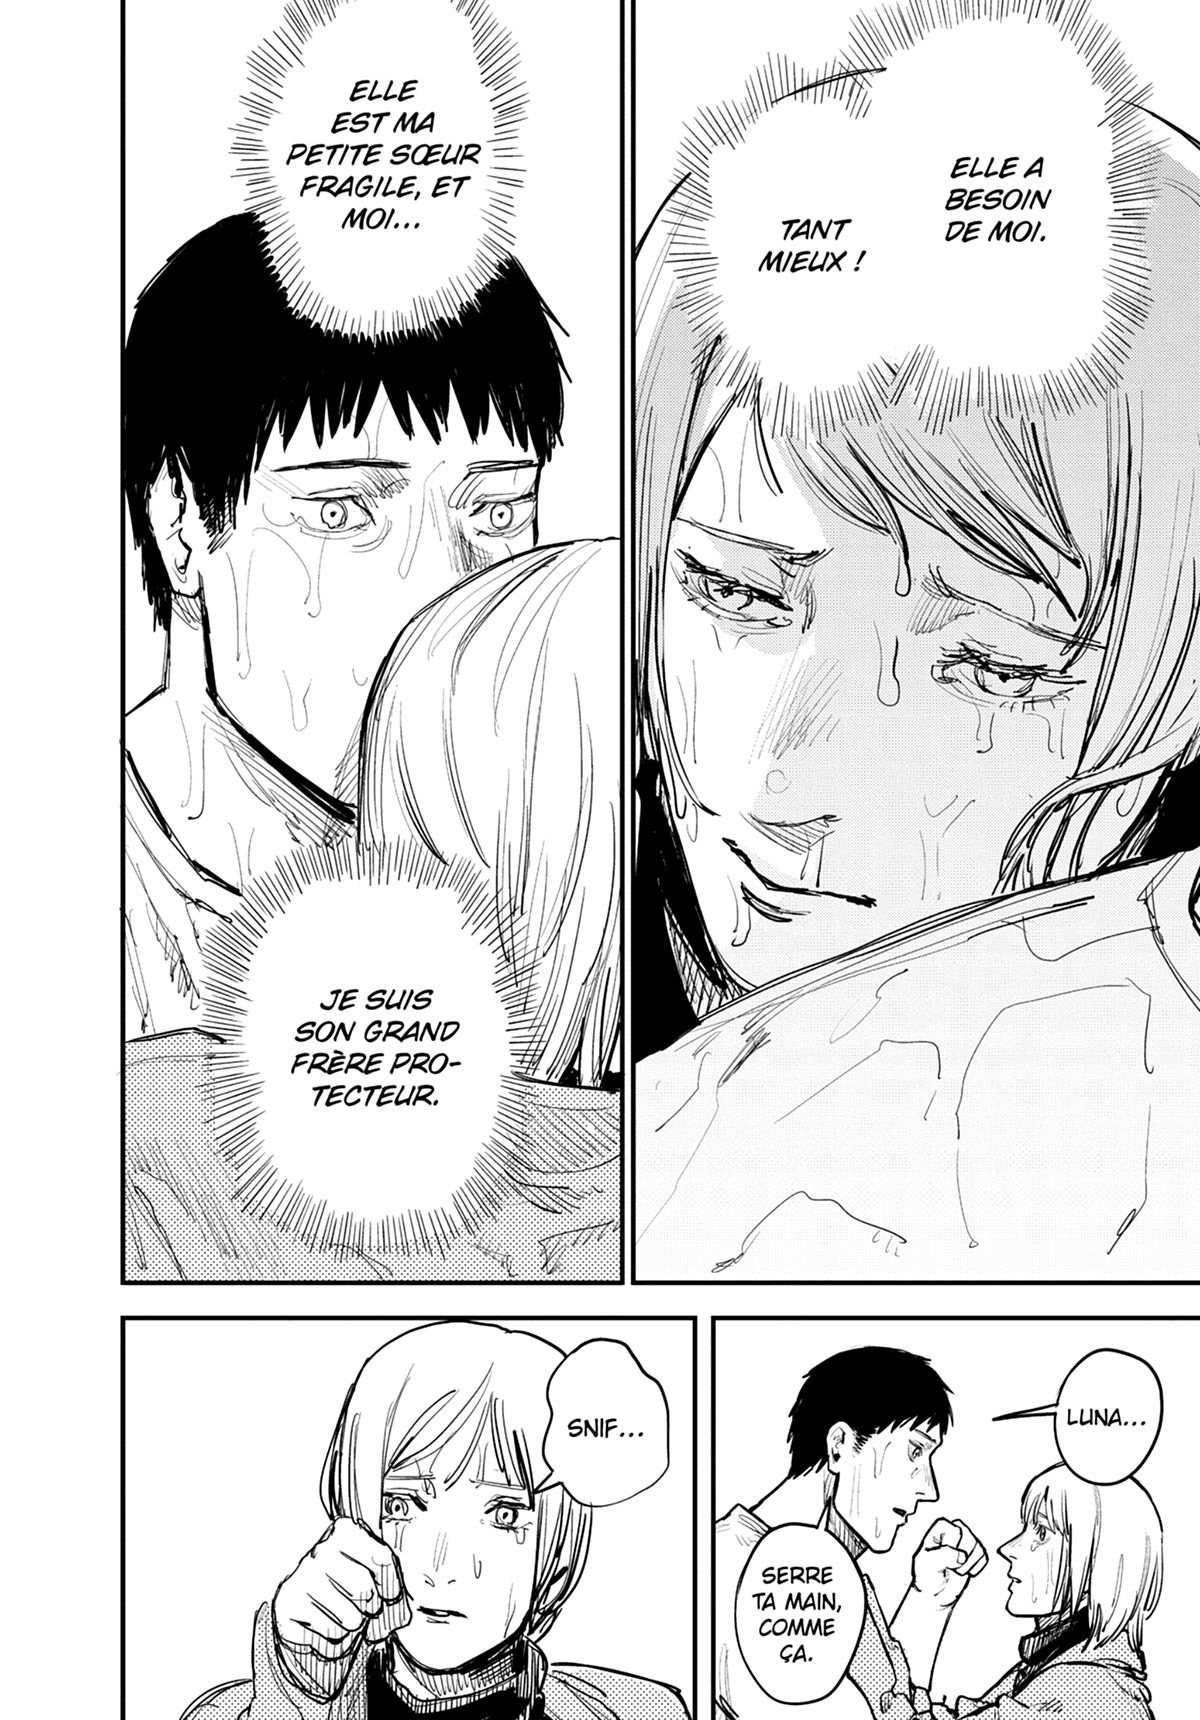 ELLE A
BESOIN
DE MOI.
TANT
MIEUX !
ELLE
EST MA
PETITE SŒUR
FRAGILE, ET
MOI...
JE SUIS
SON GRAND
FRÈRE PRO-
TECTEUR.
LUNA...
SERRE
TA MAIN,
COMME
ÇA.
SNIF...